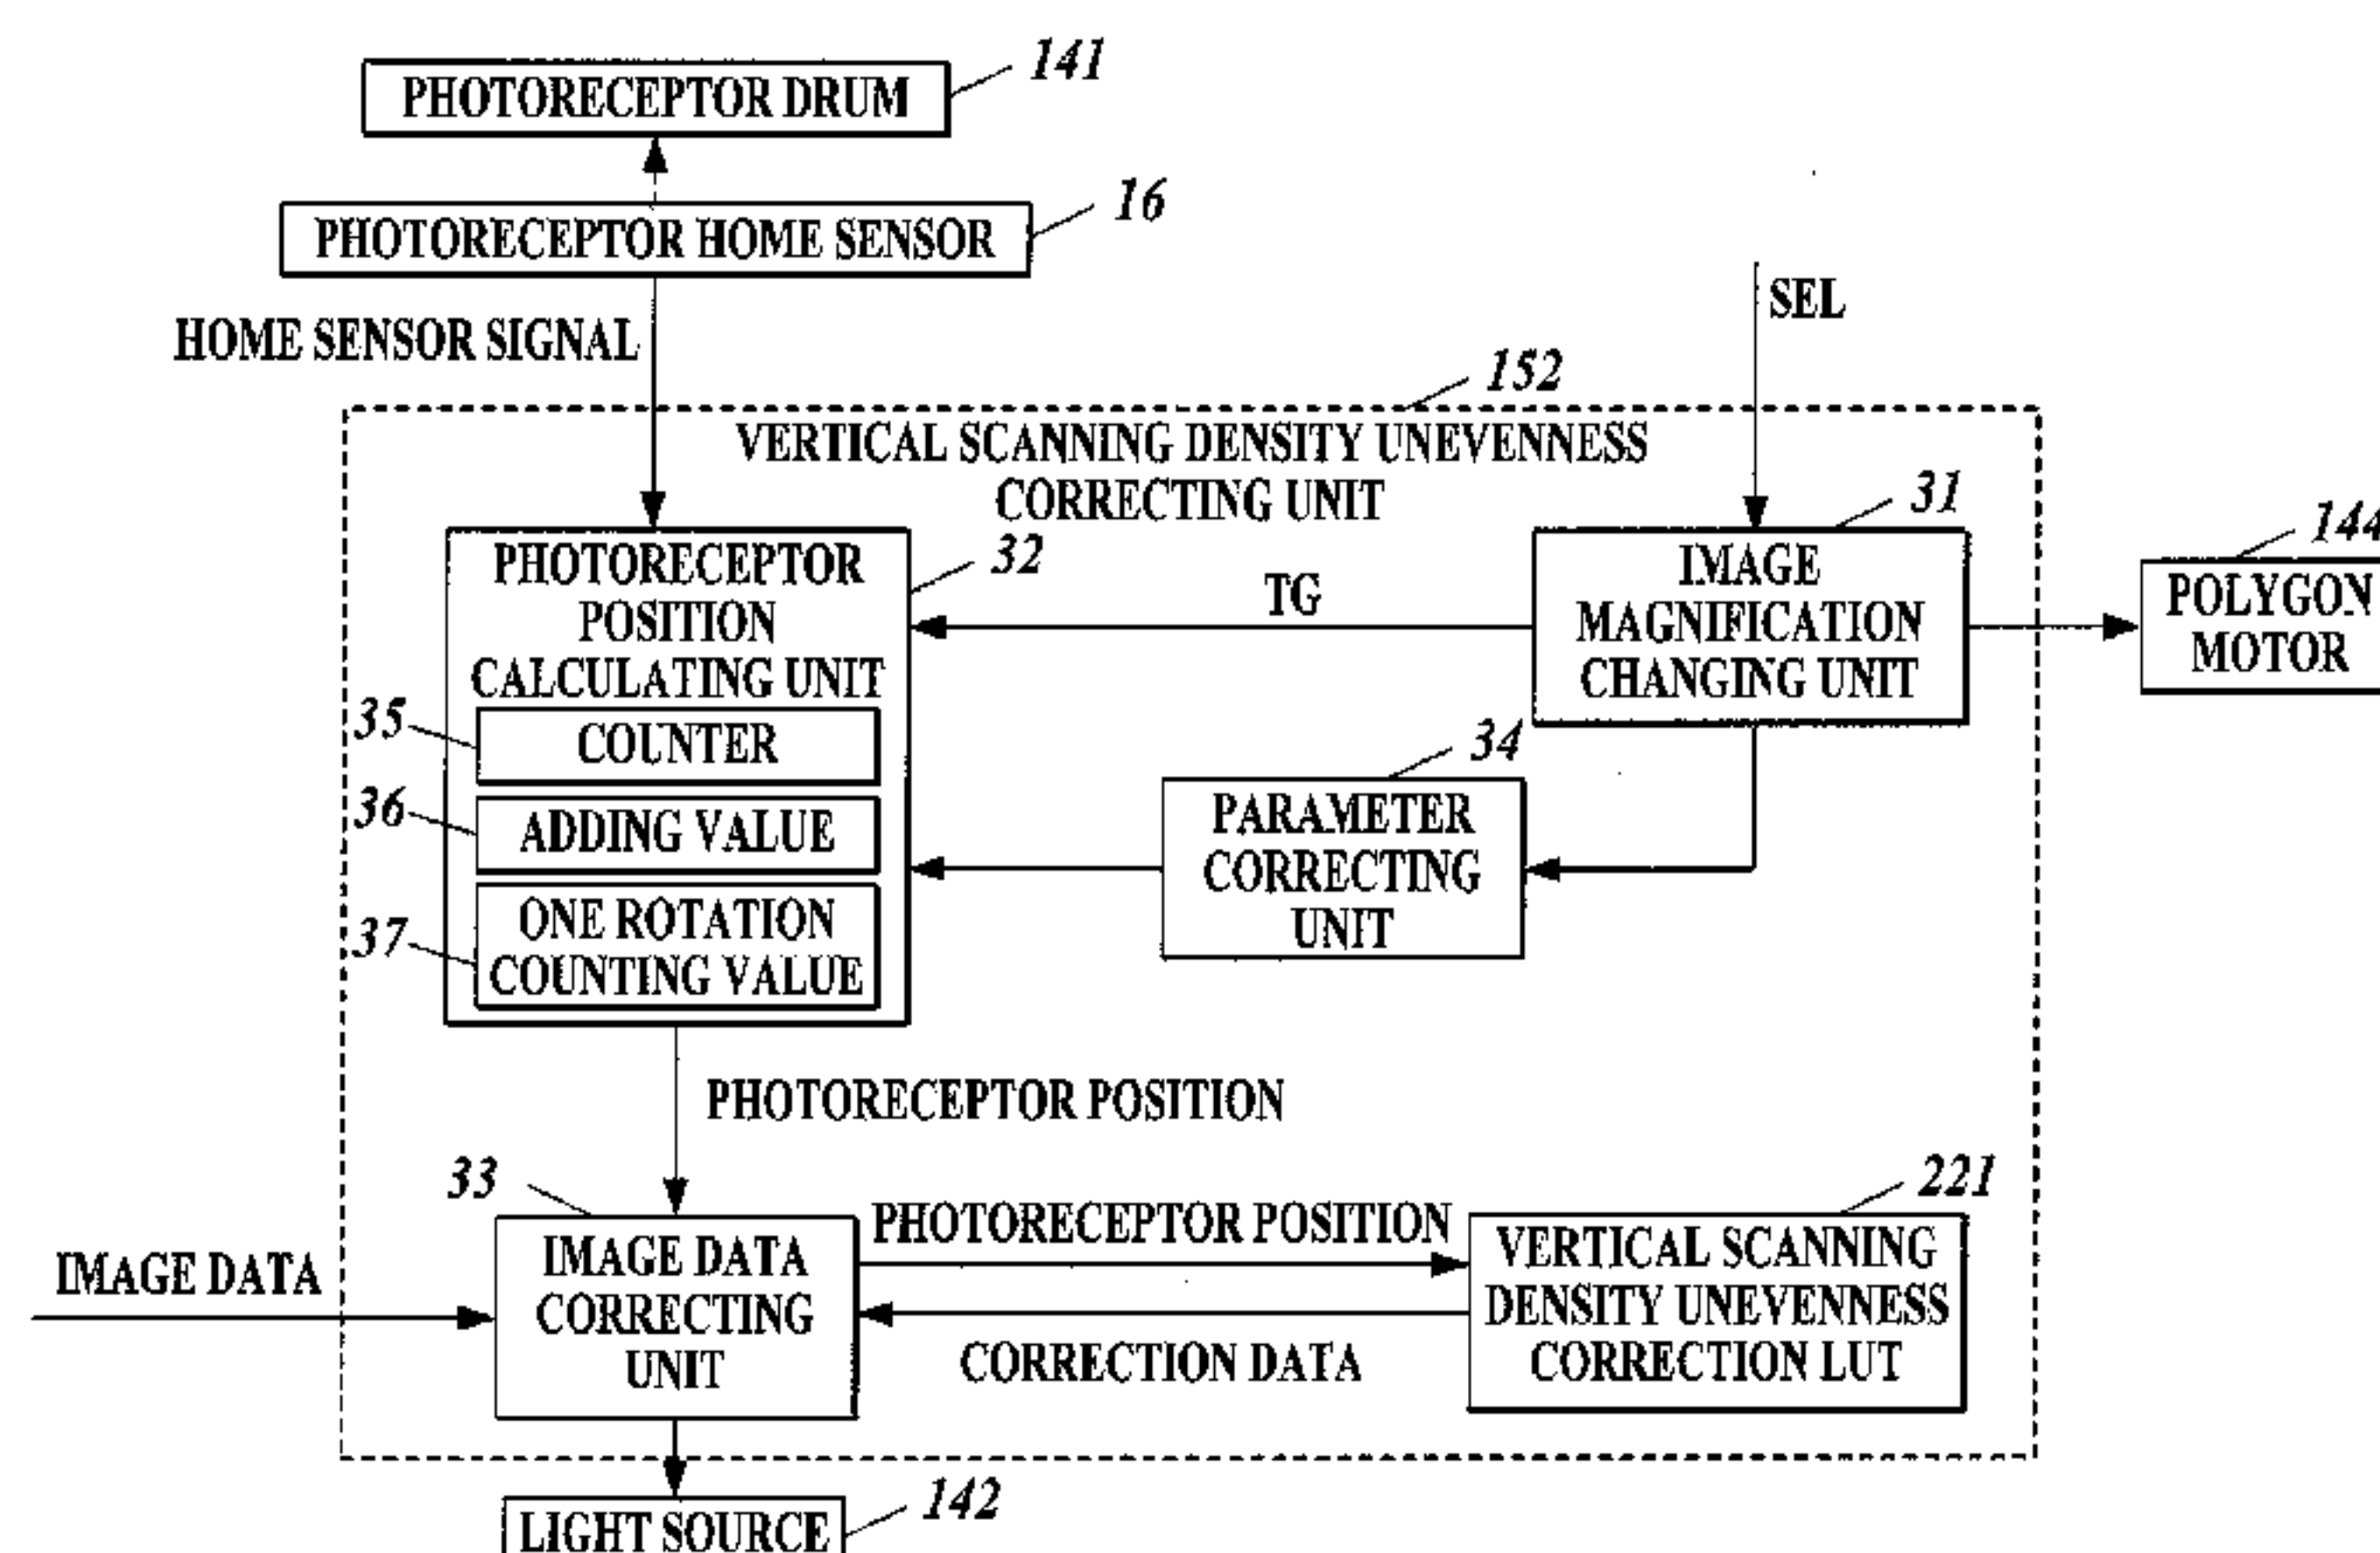 141
PHOTORECEPTOR DRUM
16
PHOTORECEPTOR HOME SENSOR
HOME SENSOR SIGNAL
SEL
152
VERTICAL SCANNING DENSITY UNEVENNESS
CORRECTING UNIT
32
PHOTORECEPTOR
POSITION
CALCULATING UNIT
35
COUNTER
36
ADDING VALUE
37
ONE ROTATION
COUNTING VALUE
TG
31
IMAGE
MAGNIFICATION
CHANGING UNIT
144
POLYGON
MOTOR
34
PARAMETER
CORRECTING
UNIT
PHOTORECEPTOR POSITION
33
IMAGE DATA
IMAGE DATA
CORRECTING
UNIT
PHOTORECEPTOR POSITION
CORRECTION DATA
221
VERTICAL SCANNING
DENSITY UNEVENNESS
CORRECTION LUT
142
LIGHT SOURCE